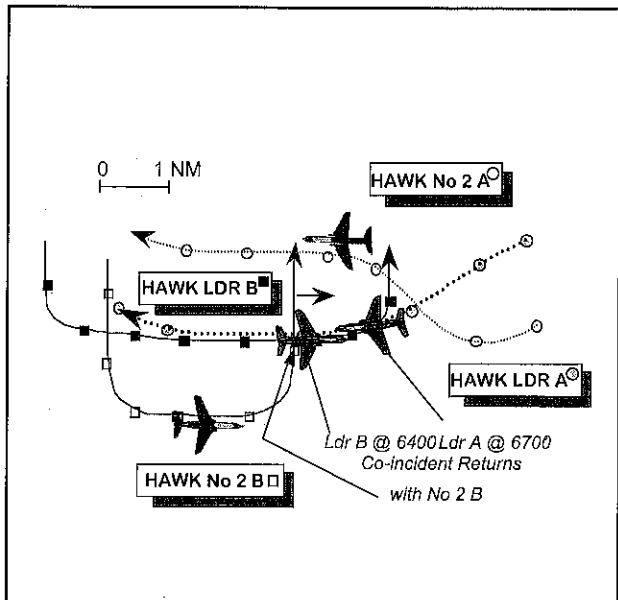 0 1 NM
HAWK No 2 A
HAWK LDR B
HAWK LDR A
Ldr B @ 6400 Ldr A @ 6700
Co-incident Returns
with No 2 B
HAWK No 2 B